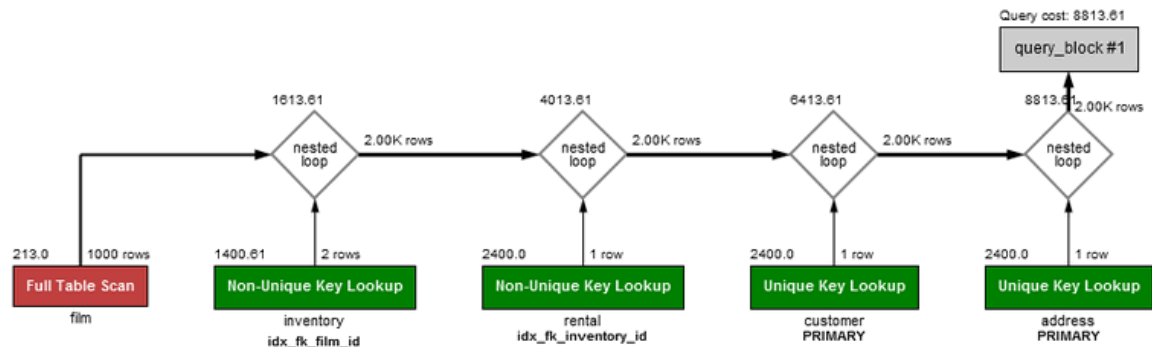 Query cost: 8813.61
query_block #1
1613.61
4013.61
6413.61
8813.61
2.00K rows
nested loop
2.00K rows
nested loop
2.00K rows
nested loop
2.00K rows
nested loop
213.0
1000 rows
1400.61
2 rows
2400.0
1 row
2400.0
1 row
2400.0
1 row
Full Table Scan
Non-Unique Key Lookup
Non-Unique Key Lookup
Unique Key Lookup
Unique Key Lookup
film
inventory
rental
customer
address
idx_fk_film_id
idx_fk_inventory_id
PRIMARY
PRIMARY